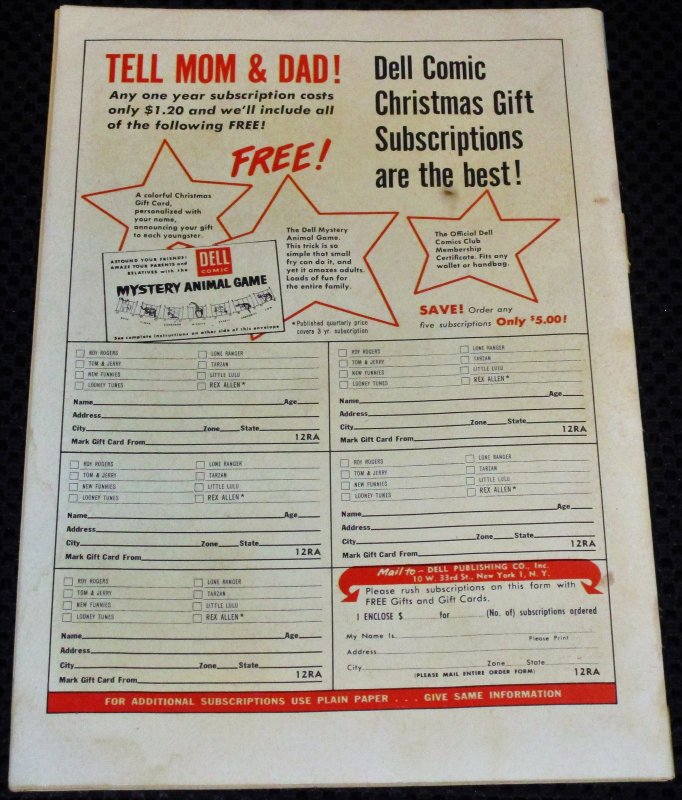 TELL MOM & DAD!
Any one year subscription costs
only $1.20 and we'll include all
of the following FREE!
Dell Comic
Christmas Gift
Subscriptions
are the best!
FREE!
A colorful Christmas
Gift Card,
personalized with
your name,
announcing your gift
to each youngster.
The Dell Mystery
Animal Game.
This trick is so
simple that small
fry can do it, and
yet it amazes adults.
Loads of fun for
the entire family.
The Official Dell
Comics Club
Membership
Certificate. Fits any
wallet or handbag.
ASTOUND YOUR FRIENDS
AMAZE YOUR PARENTS and
RELATIVES with the
DELL
COMIC
MYSTERY ANIMAL GAME
See complete instructions on other side of this envelope
*Published quarterly price
covers 3 yr. subscription
SAVE! Order any
five subscriptions Only $5.00!
ROY ROGERS LONE RANGER
TOM & JERRY TARZAN
NEW FUNNIES LITTLE LULU
LOONEY TUNES REX ALLEN*
Name Age
Address
City Zone State
Mark Gift Card From 12RA
ROY ROGERS LONE RANGER
TOM & JERRY TARZAN
NEW FUNNIES LITTLE LULU
LOONEY TUNES REX ALLEN*
Name Age
Address
City Zone State
Mark Gift Card From 12RA
ROY ROGERS LONE RANGER
TOM & JERRY TARZAN
NEW FUNNIES LITTLE LULU
LOONEY TUNES REX ALLEN*
Name Age
Address
City Zone State
Mark Gift Card From 12RA
ROY ROGERS LONE RANGER
TOM & JERRY TARZAN
NEW FUNNIES LITTLE LULU
LOONEY TUNES REX ALLEN*
Name Age
Address
City Zone State
Mark Gift Card From 12RA
ROY ROGERS LONE RANGER
TOM & JERRY TARZAN
NEW FUNNIES LITTLE LULU
LOONEY TUNES REX ALLEN*
Name Age
Address
City Zone State
Mark Gift Card From 12RA
Mail to - DELL PUBLISHING CO., Inc.
10 W. 33rd St., New York 1, N. Y.
Please rush subscriptions on this form with
FREE Gifts and Gift Cards.
I ENCLOSE $ for (No. of) subscriptions ordered
My Name Is Please Print
Address
City Zone State
(PLEASE MAIL ENTIRE ORDER FORM) 12RA
FOR ADDITIONAL SUBSCRIPTIONS USE PLAIN PAPER . . . GIVE SAME INFORMATION